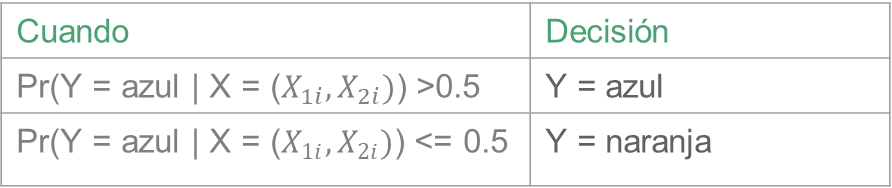 Cuando Decisión
Pr(Y = azul | X = (𝑋₁ᵢ, 𝑋₂ᵢ)) >0.5 Y = azul
Pr(Y = azul | X = (𝑋₁ᵢ, 𝑋₂ᵢ)) <= 0.5 Y = naranja